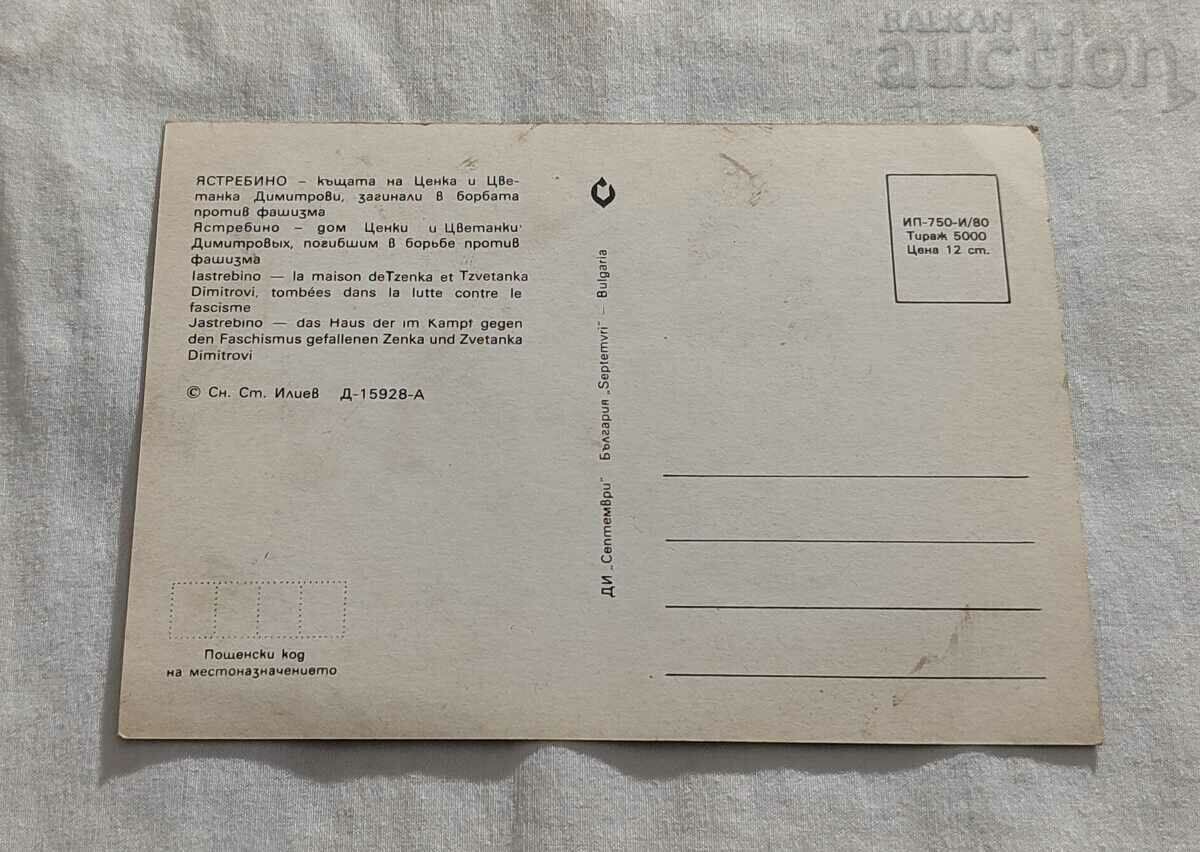 BALKAN
auction
ЯСТРЕБИНО – къщата на Ценка и Цве-
танка Димитрови, загинали в борбата
против фашизма
Ястребино – дом Ценки и Цветанки
Димитровых, погибшим в борьбе против
фашизма
Iastrebino — la maison deTzenka et Tzvetanka
Dimitrovi, tombées dans la lutte contre le
fascisme
Jastrebino — das Haus der im Kampf gegen
den Faschismus gefallenen Zenka und Zvetanka
Dimitrovi
© Сн. Ст. Илиев Д-15928-А
Пощенски код
на местоназначението
ДИ „Септември" България „Septemvri" — Bulgaria
ИП-750-И/80
Тираж 5000
Цена 12 ст.